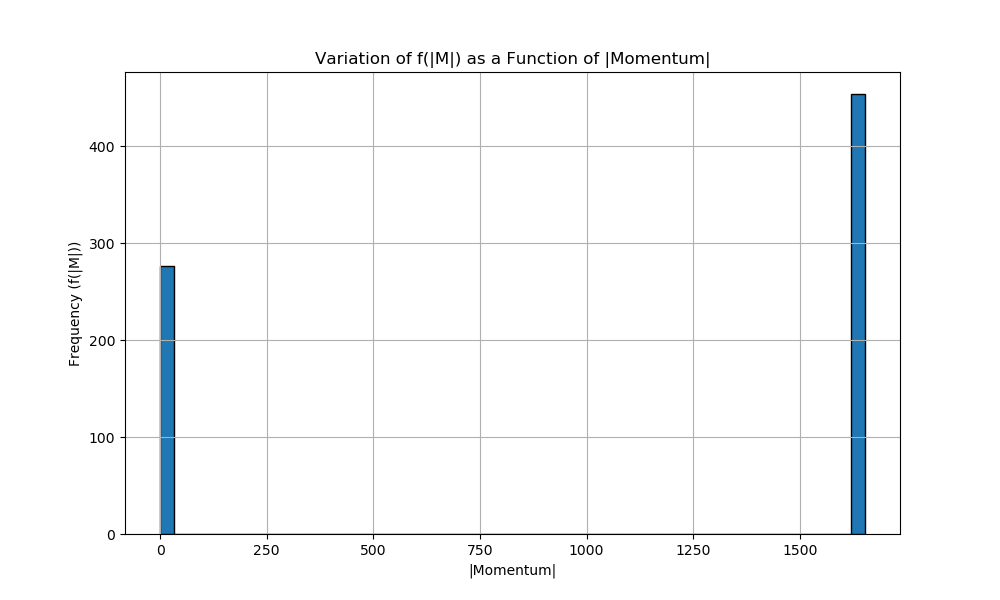 Variation of f(|M|) as a Function of |Momentum|
Frequency (f(|M|))
400
300
200
100
0
0 250 500 750 1000 1250 1500
|Momentum|